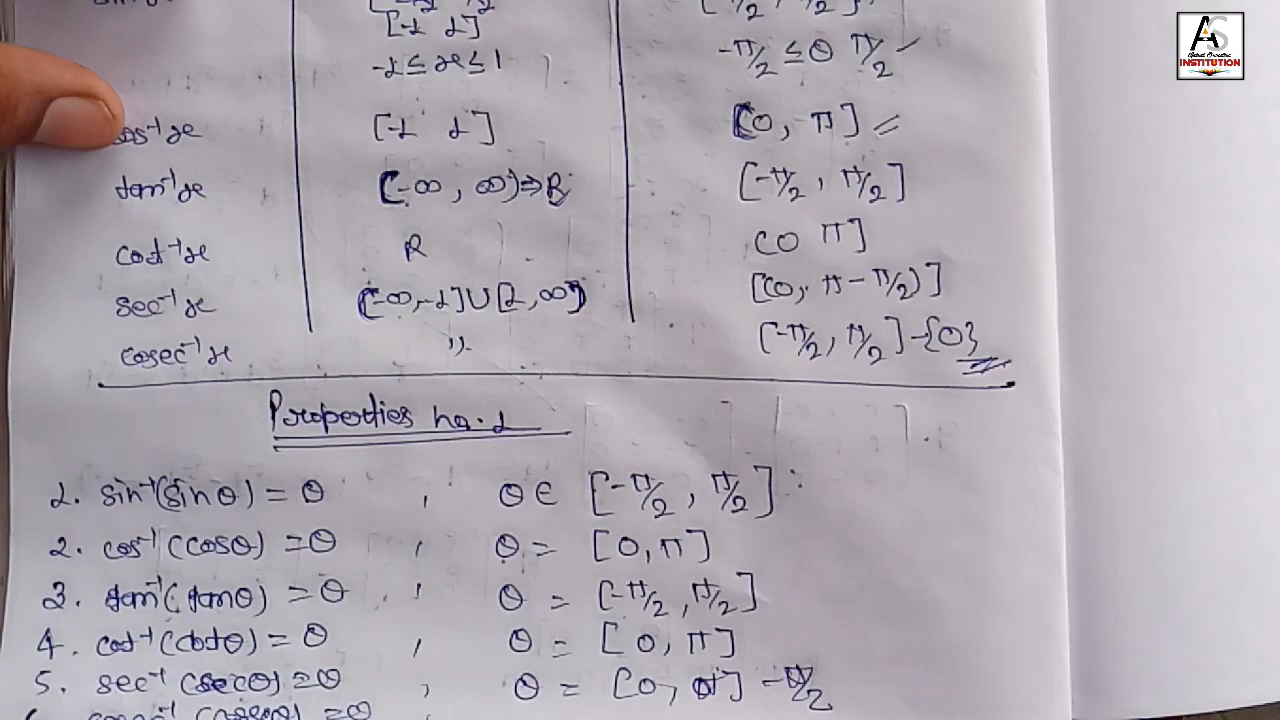 [-1 1]
-1 ≤ x ≤ 1 -π/2 ≤ θ π/2
AS
INSTITUTION
cos⁻¹x [-1 1] [0, π]
tan⁻¹x (-∞, ∞)⇒R [-π/2, π/2]
cot⁻¹x R [0 π]
sec⁻¹x (-∞,-1]∪[1,∞) [(0, π-π/2)]
cosec⁻¹x ,, [-π/2, π/2]-{0}
Properties no.1
1. sin⁻¹(sinθ) = θ , θ∈ [-π/2, π/2]
2. cos⁻¹(cosθ) = θ , θ = [0, π]
3. tan⁻¹(tanθ) = θ , θ = [-π/2, π/2]
4. cot⁻¹(cotθ) = θ , θ = [0, π]
5. sec⁻¹(secθ) = θ , θ = [0, π] - π/2